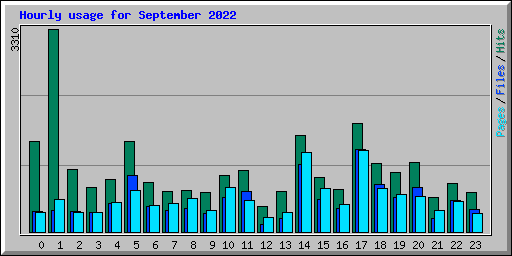 Hourly usage for September 2022
3310
Pages / Files / Hits
0 1 2 3 4 5 6 7 8 9 10 11 12 13 14 15 16 17 18 19 20 21 22 23